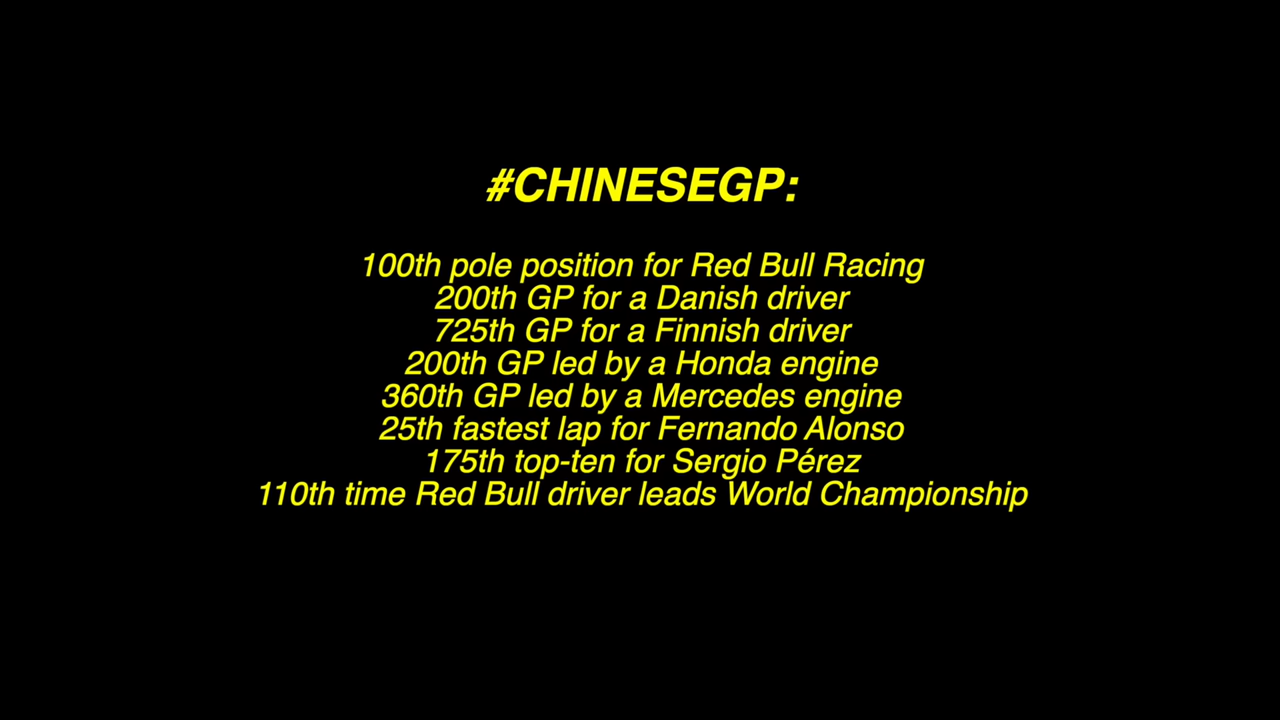 #CHINESEGP:
100th pole position for Red Bull Racing
200th GP for a Danish driver
725th GP for a Finnish driver
200th GP led by a Honda engine
360th GP led by a Mercedes engine
25th fastest lap for Fernando Alonso
175th top-ten for Sergio Pérez
110th time Red Bull driver leads World Championship